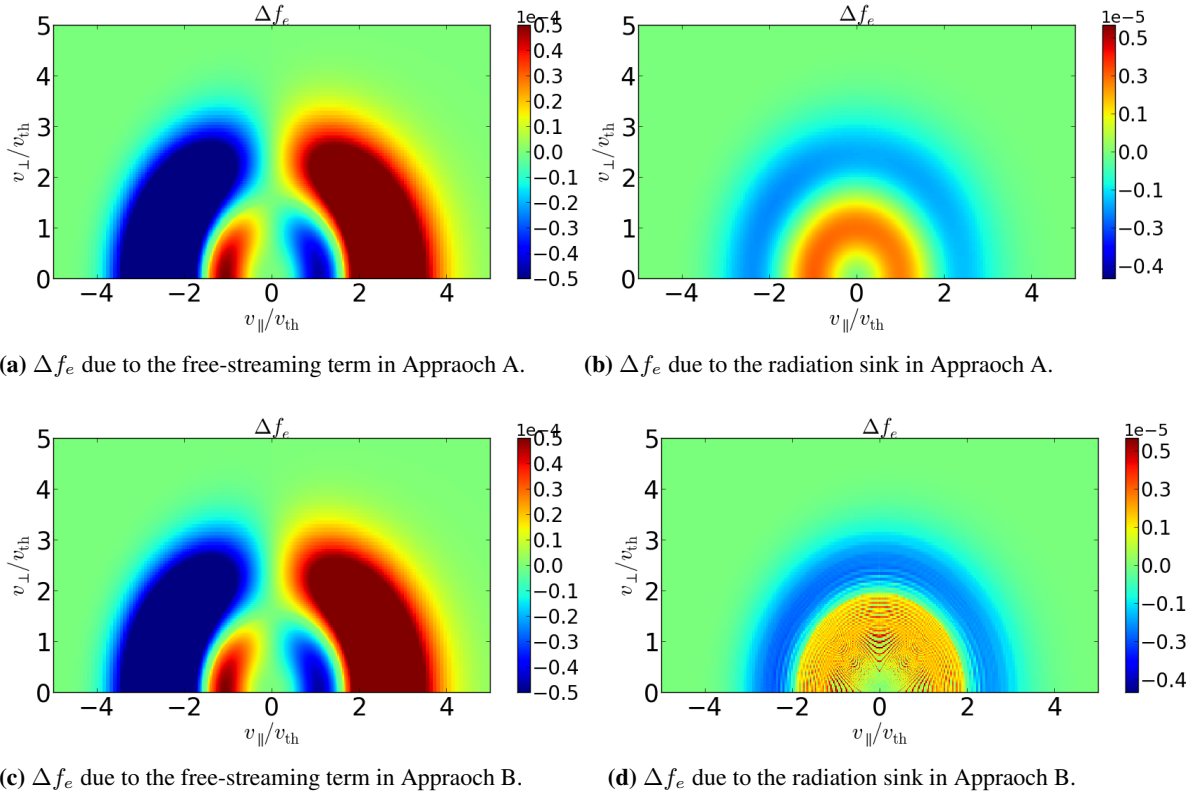 Δf_e
1e−4
0.5
0.4
0.3
0.2
0.1
0.0
−0.1
−0.2
−0.3
−0.4
−0.5
5
4
3
2
1
0
v⊥/v_th
−4 −2 0 2 4
v∥/v_th
(a) Δf_e due to the free-streaming term in Appraoch A.
Δf_e
1e−5
0.5
0.3
0.1
0.0
−0.1
−0.3
−0.4
5
4
3
2
1
0
v⊥/v_th
−4 −2 0 2 4
v∥/v_th
(b) Δf_e due to the radiation sink in Appraoch A.
Δf_e
1e−4
0.5
0.4
0.3
0.2
0.1
0.0
−0.1
−0.2
−0.3
−0.4
−0.5
5
4
3
2
1
0
v⊥/v_th
−4 −2 0 2 4
v∥/v_th
(c) Δf_e due to the free-streaming term in Appraoch B.
Δf_e
1e−5
0.5
0.3
0.1
0.0
−0.1
−0.3
−0.4
5
4
3
2
1
0
v⊥/v_th
−4 −2 0 2 4
v∥/v_th
(d) Δf_e due to the radiation sink in Appraoch B.